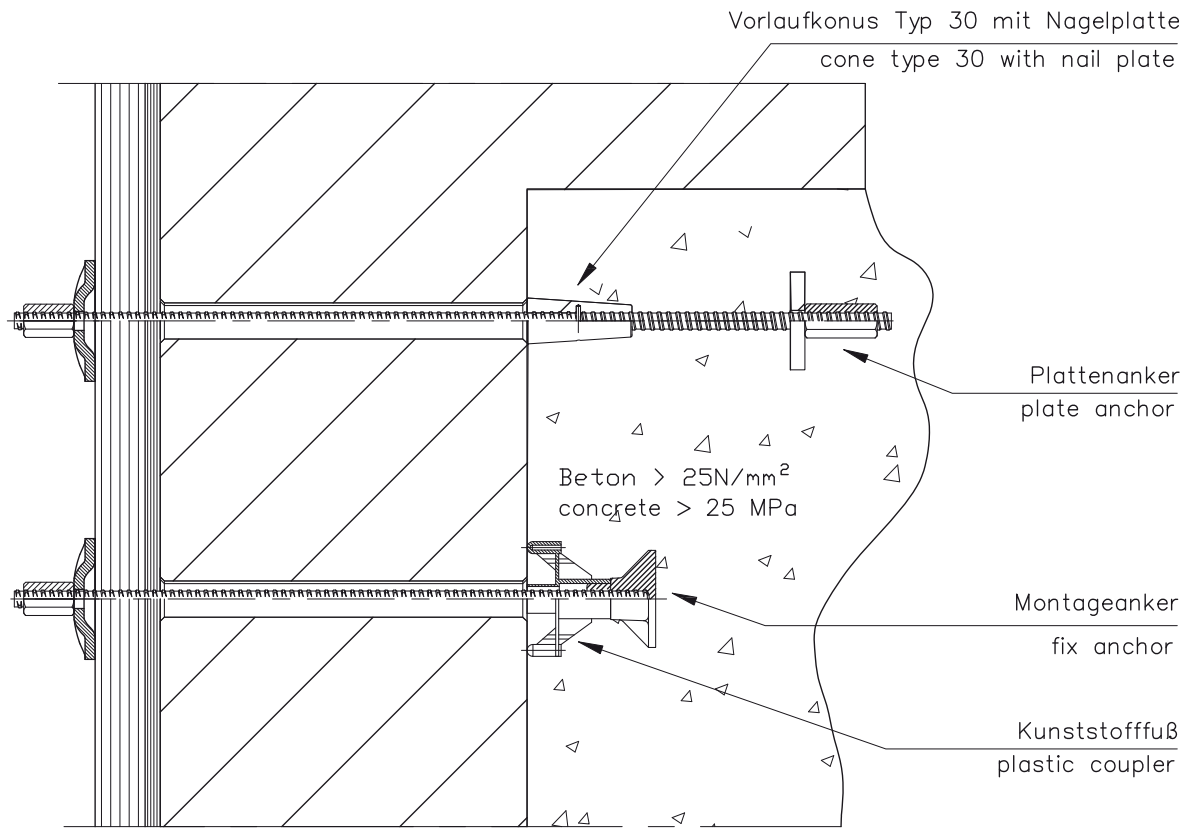 Vorlaufkonus Typ 30 mit Nagelplatte
cone type 30 with nail plate
Plattenanker
plate anchor
Beton > 25N/mm²
concrete > 25 MPa
Montageanker
fix anchor
Kunststofffuß
plastic coupler